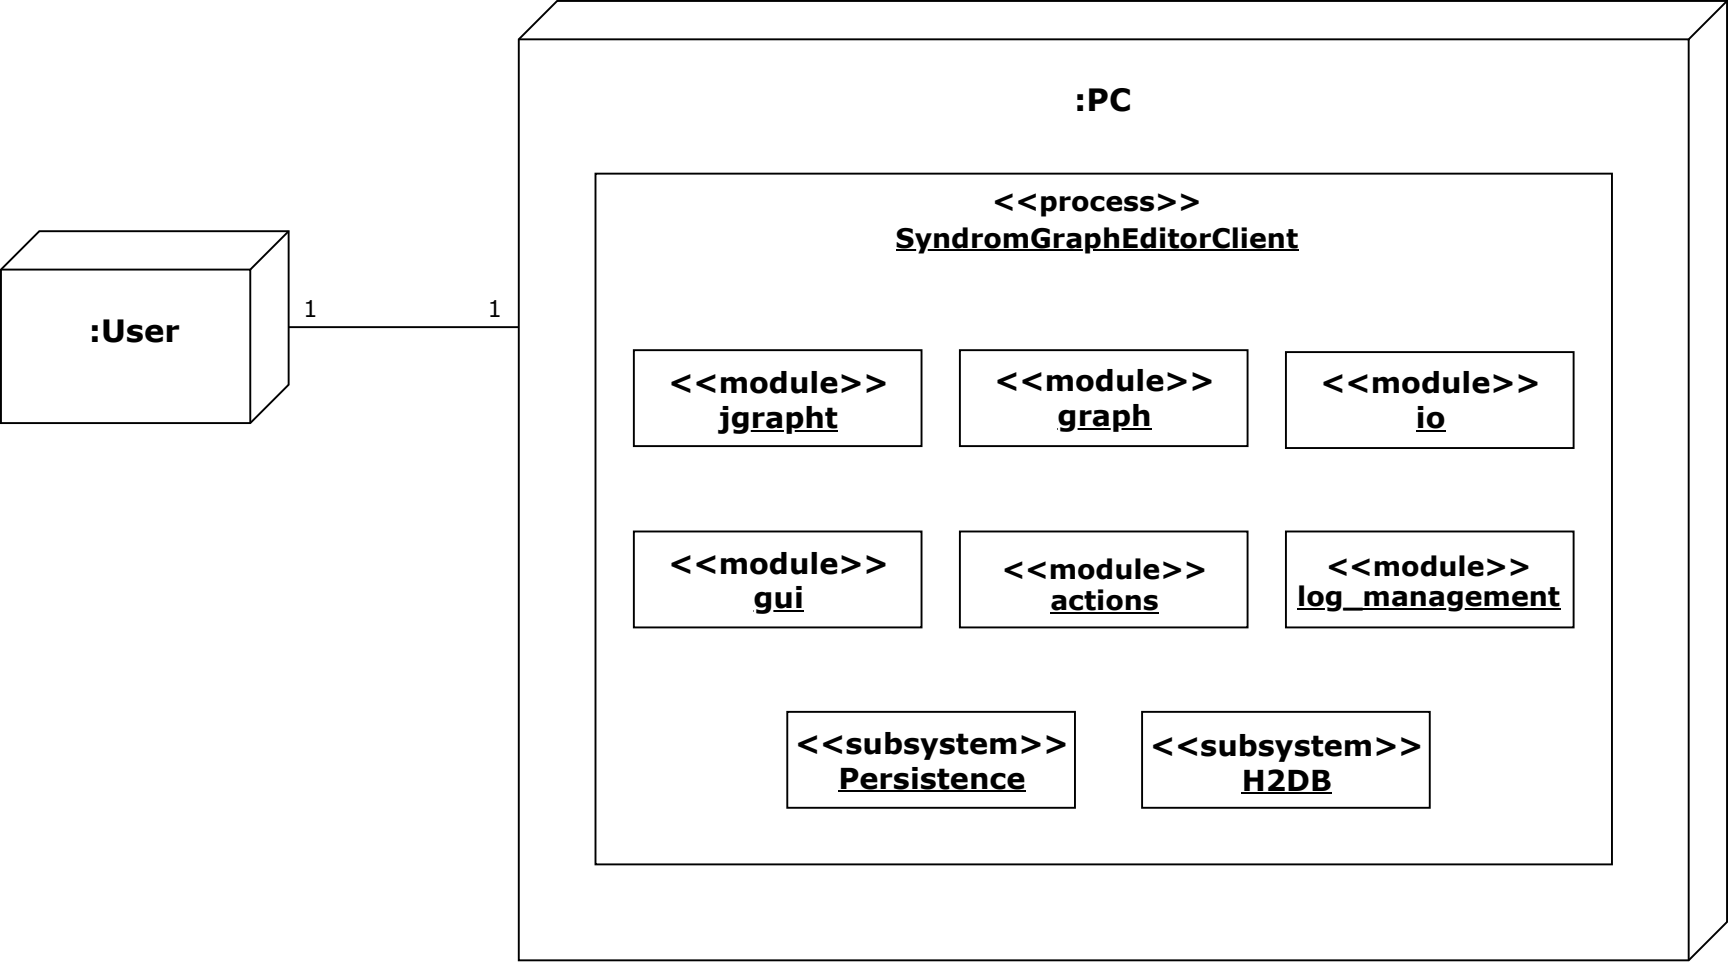 :PC
<<process>>
SyndromGraphEditorClient
:User
1
1
<<module>>
jgrapht
<<module>>
graph
<<module>>
io
<<module>>
gui
<<module>>
actions
<<module>>
log_management
<<subsystem>>
Persistence
<<subsystem>>
H2DB